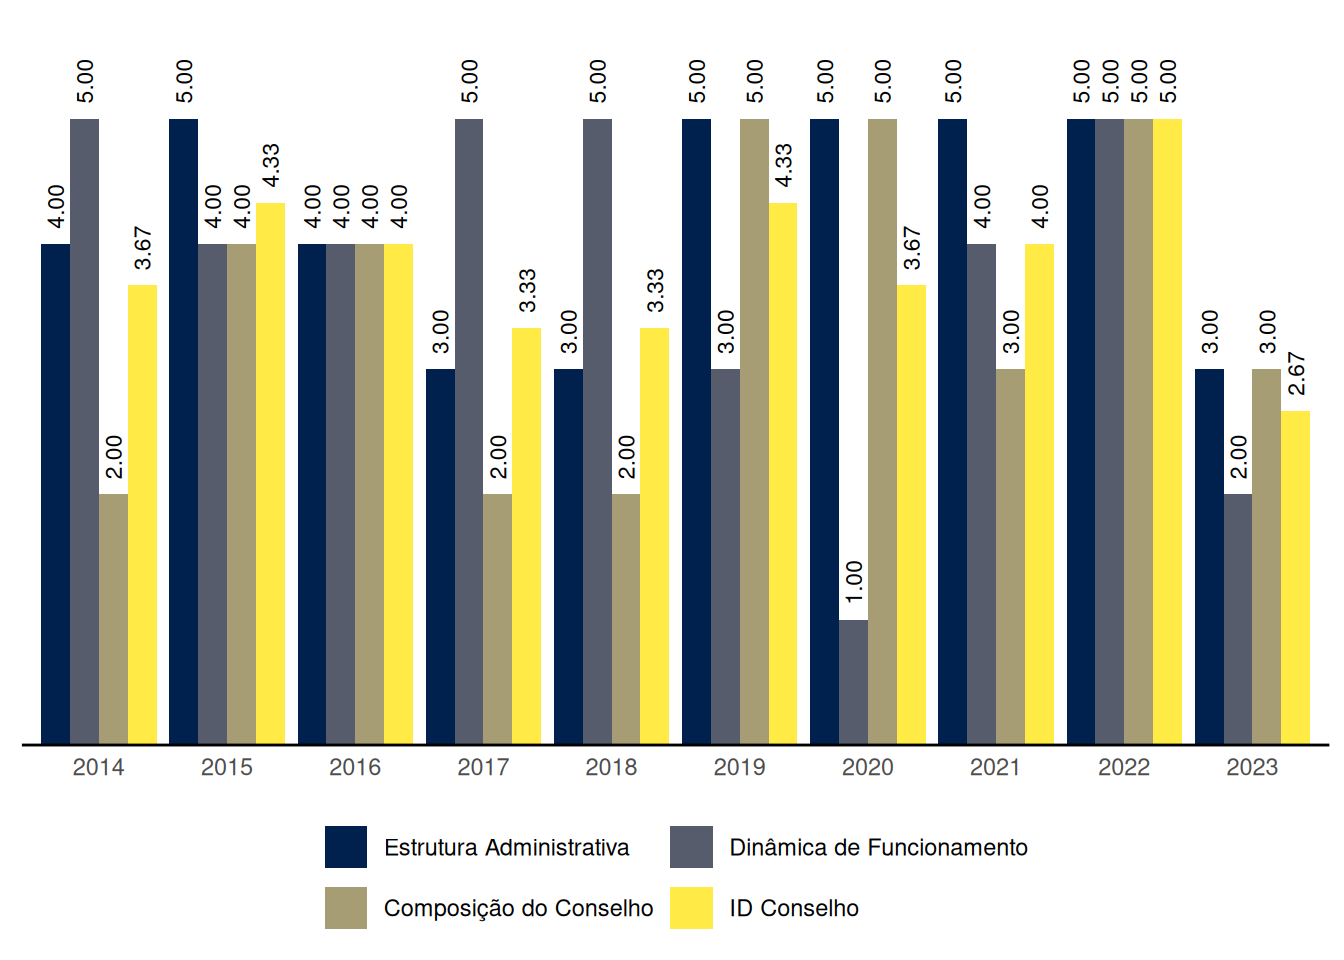 4.00 5.00 2.00 3.67
5.00 4.00 4.00 4.33
4.00 4.00 4.00 4.00
3.00 5.00 2.00 3.33
3.00 5.00 2.00 3.33
5.00 3.00 5.00 4.33
5.00 1.00 5.00 3.67
5.00 4.00 3.00 4.00
5.00 5.00 5.00 5.00
3.00 2.00 3.00 2.67
2014 2015 2016 2017 2018 2019 2020 2021 2022 2023
Estrutura Administrativa Dinâmica de Funcionamento
Composição do Conselho ID Conselho